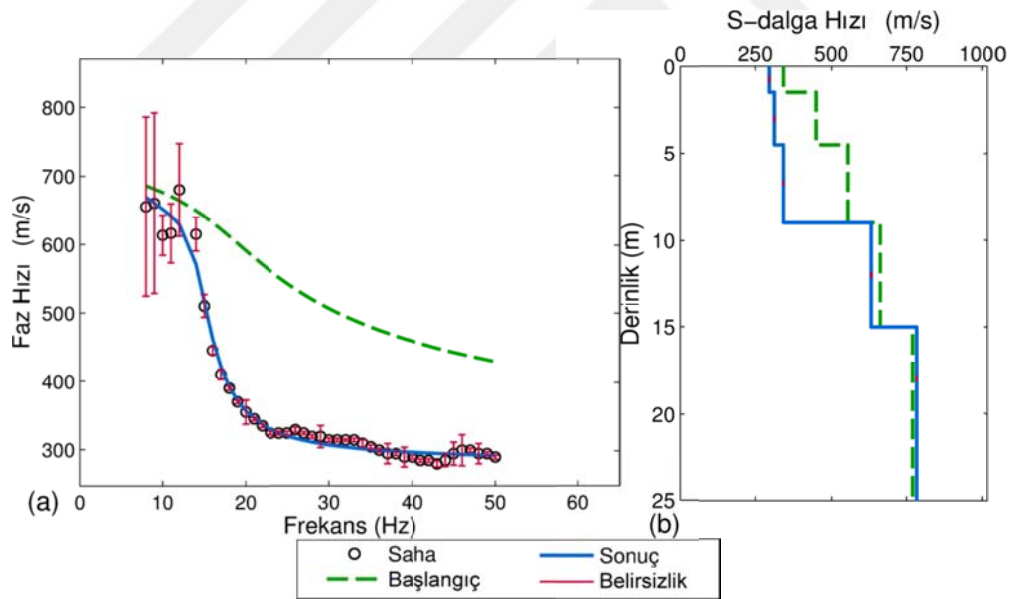 S-dalga Hızı (m/s)
0 250 500 750 1000
800
700
600
500
400
300
Faz Hızı (m/s)
0 10 20 30 40 50 60
Frekans (Hz)
(a)
0
5
10
15
20
25
Derinlik (m)
(b)
Saha Sonuç
Başlangıç Belirsizlik